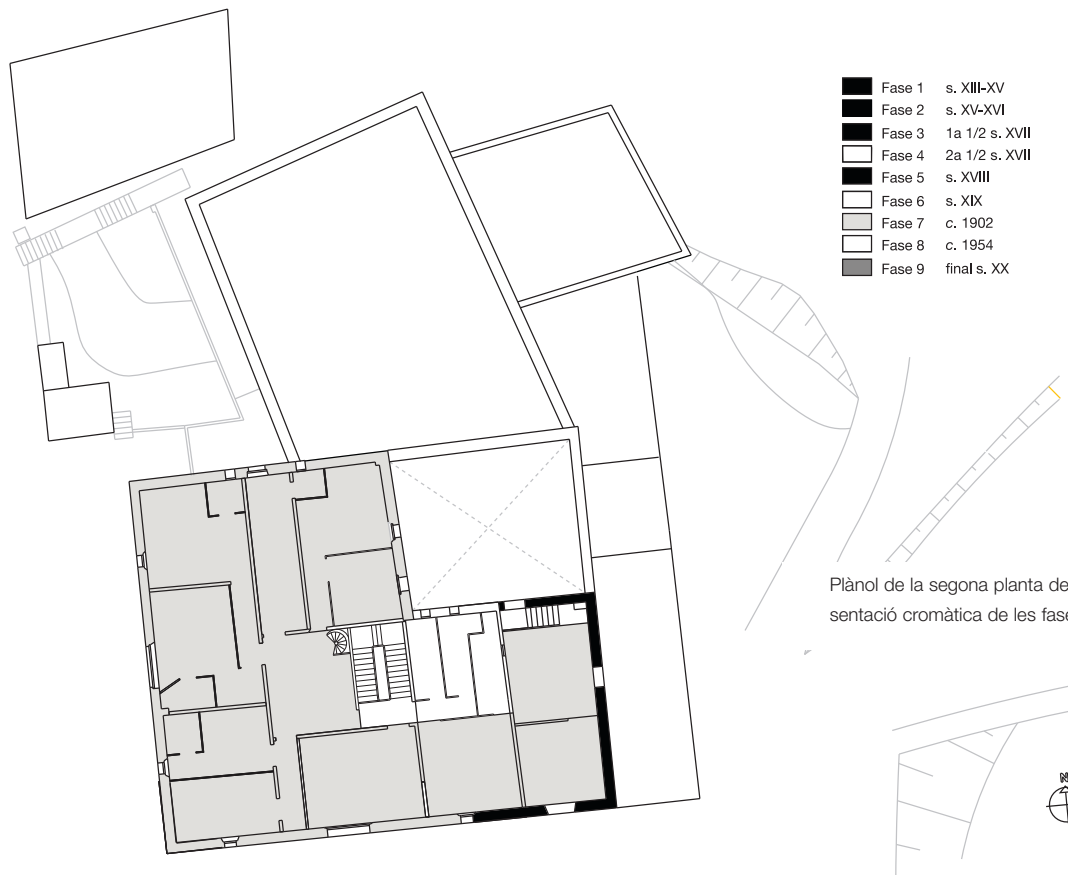 Fase 1 s. XIII-XV
Fase 2 s. XV-XVI
Fase 3 1a 1/2 s. XVII
Fase 4 2a 1/2 s. XVII
Fase 5 s. XVIII
Fase 6 s. XIX
Fase 7 c. 1902
Fase 8 c. 1954
Fase 9 final s. XX
Plànol de la segona planta de
sentació cromàtica de les fase
N